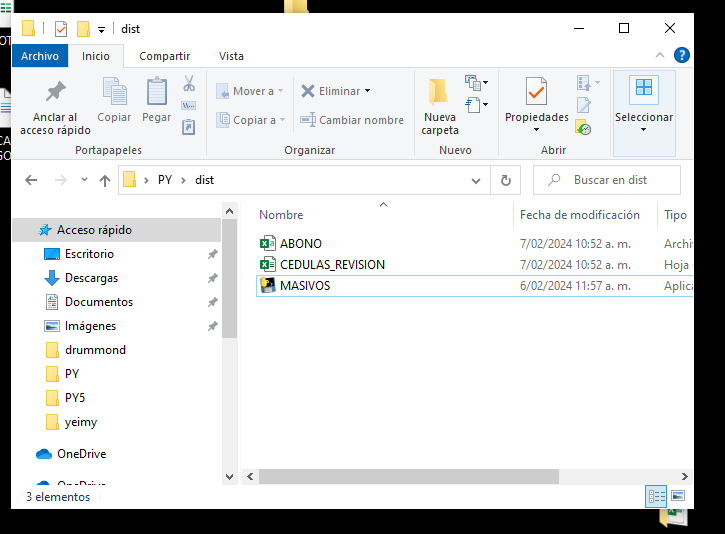 dist
Archivo Inicio Compartir Vista
Anclar al acceso rápido
Copiar
Pegar
Mover a
Copiar a
Eliminar
Cambiar nombre
Nueva carpeta
Propiedades
Seleccionar
Portapapeles Organizar Nuevo Abrir
PY dist
Buscar en dist
Nombre Fecha de modificación Tipo
ABONO 7/02/2024 10:52 a. m. Archi
CEDULAS_REVISION 7/02/2024 10:52 a. m. Hoja
MASIVOS 6/02/2024 11:57 a. m. Aplica
Acceso rápido
Escritorio
Descargas
Documentos
Imágenes
drummond
PY
PY5
yeimy
OneDrive
OneDrive
3 elementos